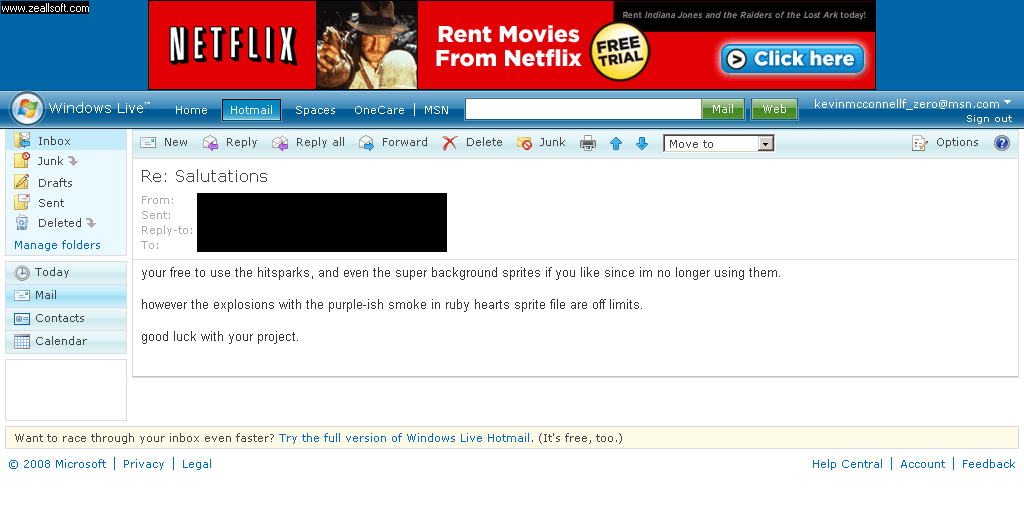 www.zeallsoft.com
NETFLIX
Rent Movies
From Netflix
FREE
TRIAL
Rent Indiana Jones and the Raiders of the Lost Ark today!
Click here
Windows Live™
Home
Hotmail
Spaces
OneCare
MSN
Mail
Web
kevinmcconnellf_zero@msn.com
Sign out
Inbox
Junk
Drafts
Sent
Deleted
Manage folders
Today
Mail
Contacts
Calendar
New
Reply
Reply all
Forward
Delete
Junk
Move to
Options
?
Re: Salutations
From:
Sent:
Reply-to:
To:
your free to use the hitsparks, and even the super background sprites if you like since im no longer using them.
however the explosions with the purple-ish smoke in ruby hearts sprite file are off limits.
good luck with your project.
Want to race through your inbox even faster? Try the full version of Windows Live Hotmail. (It's free, too.)
© 2008 Microsoft | Privacy | Legal
Help Central | Account | Feedback